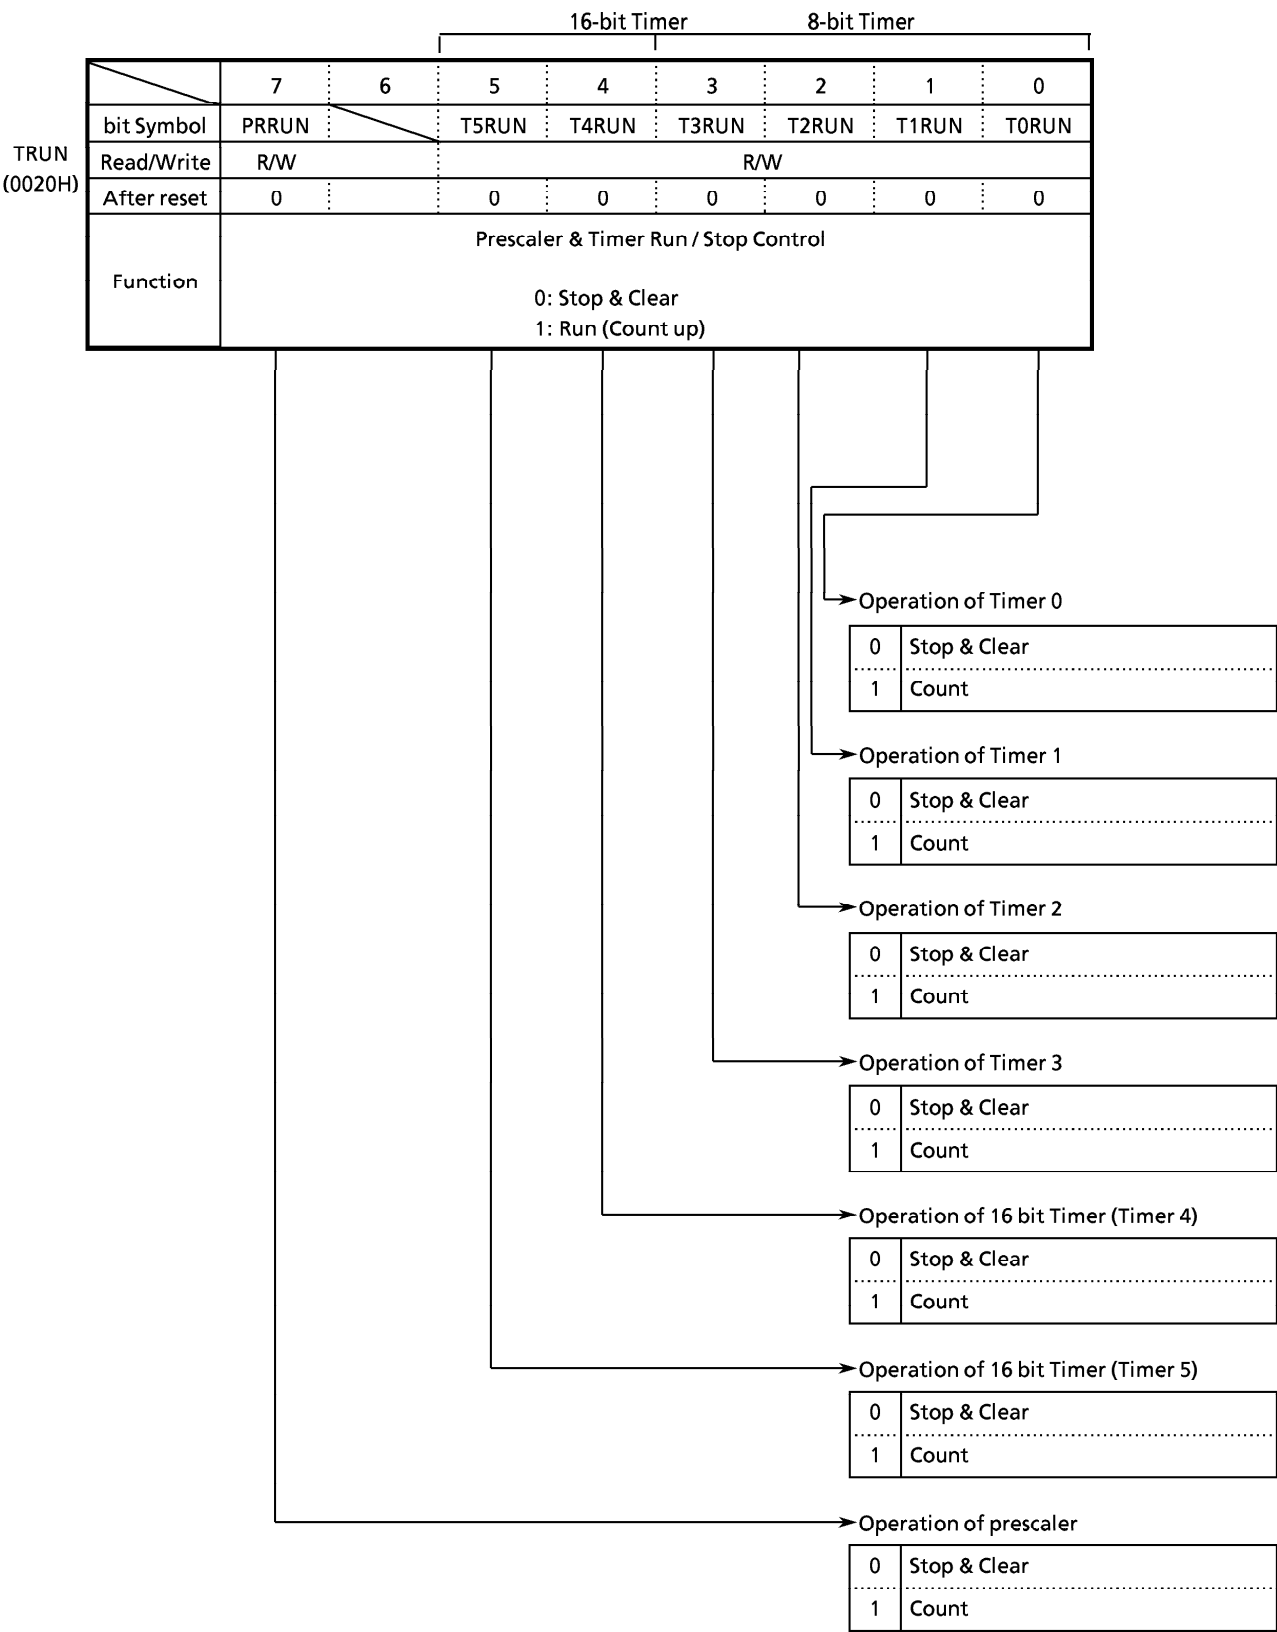 16-bit Timer 8-bit Timer
7 6 5 4 3 2 1 0
bit Symbol PRRUN T5RUN T4RUN T3RUN T2RUN T1RUN T0RUN
TRUN
(0020H)
Read/Write R/W R/W
After reset 0 0 0 0 0 0 0
Function
Prescaler & Timer Run / Stop Control
0: Stop & Clear
1: Run (Count up)
Operation of Timer 0
0 Stop & Clear
1 Count
Operation of Timer 1
0 Stop & Clear
1 Count
Operation of Timer 2
0 Stop & Clear
1 Count
Operation of Timer 3
0 Stop & Clear
1 Count
Operation of 16 bit Timer (Timer 4)
0 Stop & Clear
1 Count
Operation of 16 bit Timer (Timer 5)
0 Stop & Clear
1 Count
Operation of prescaler
0 Stop & Clear
1 Count